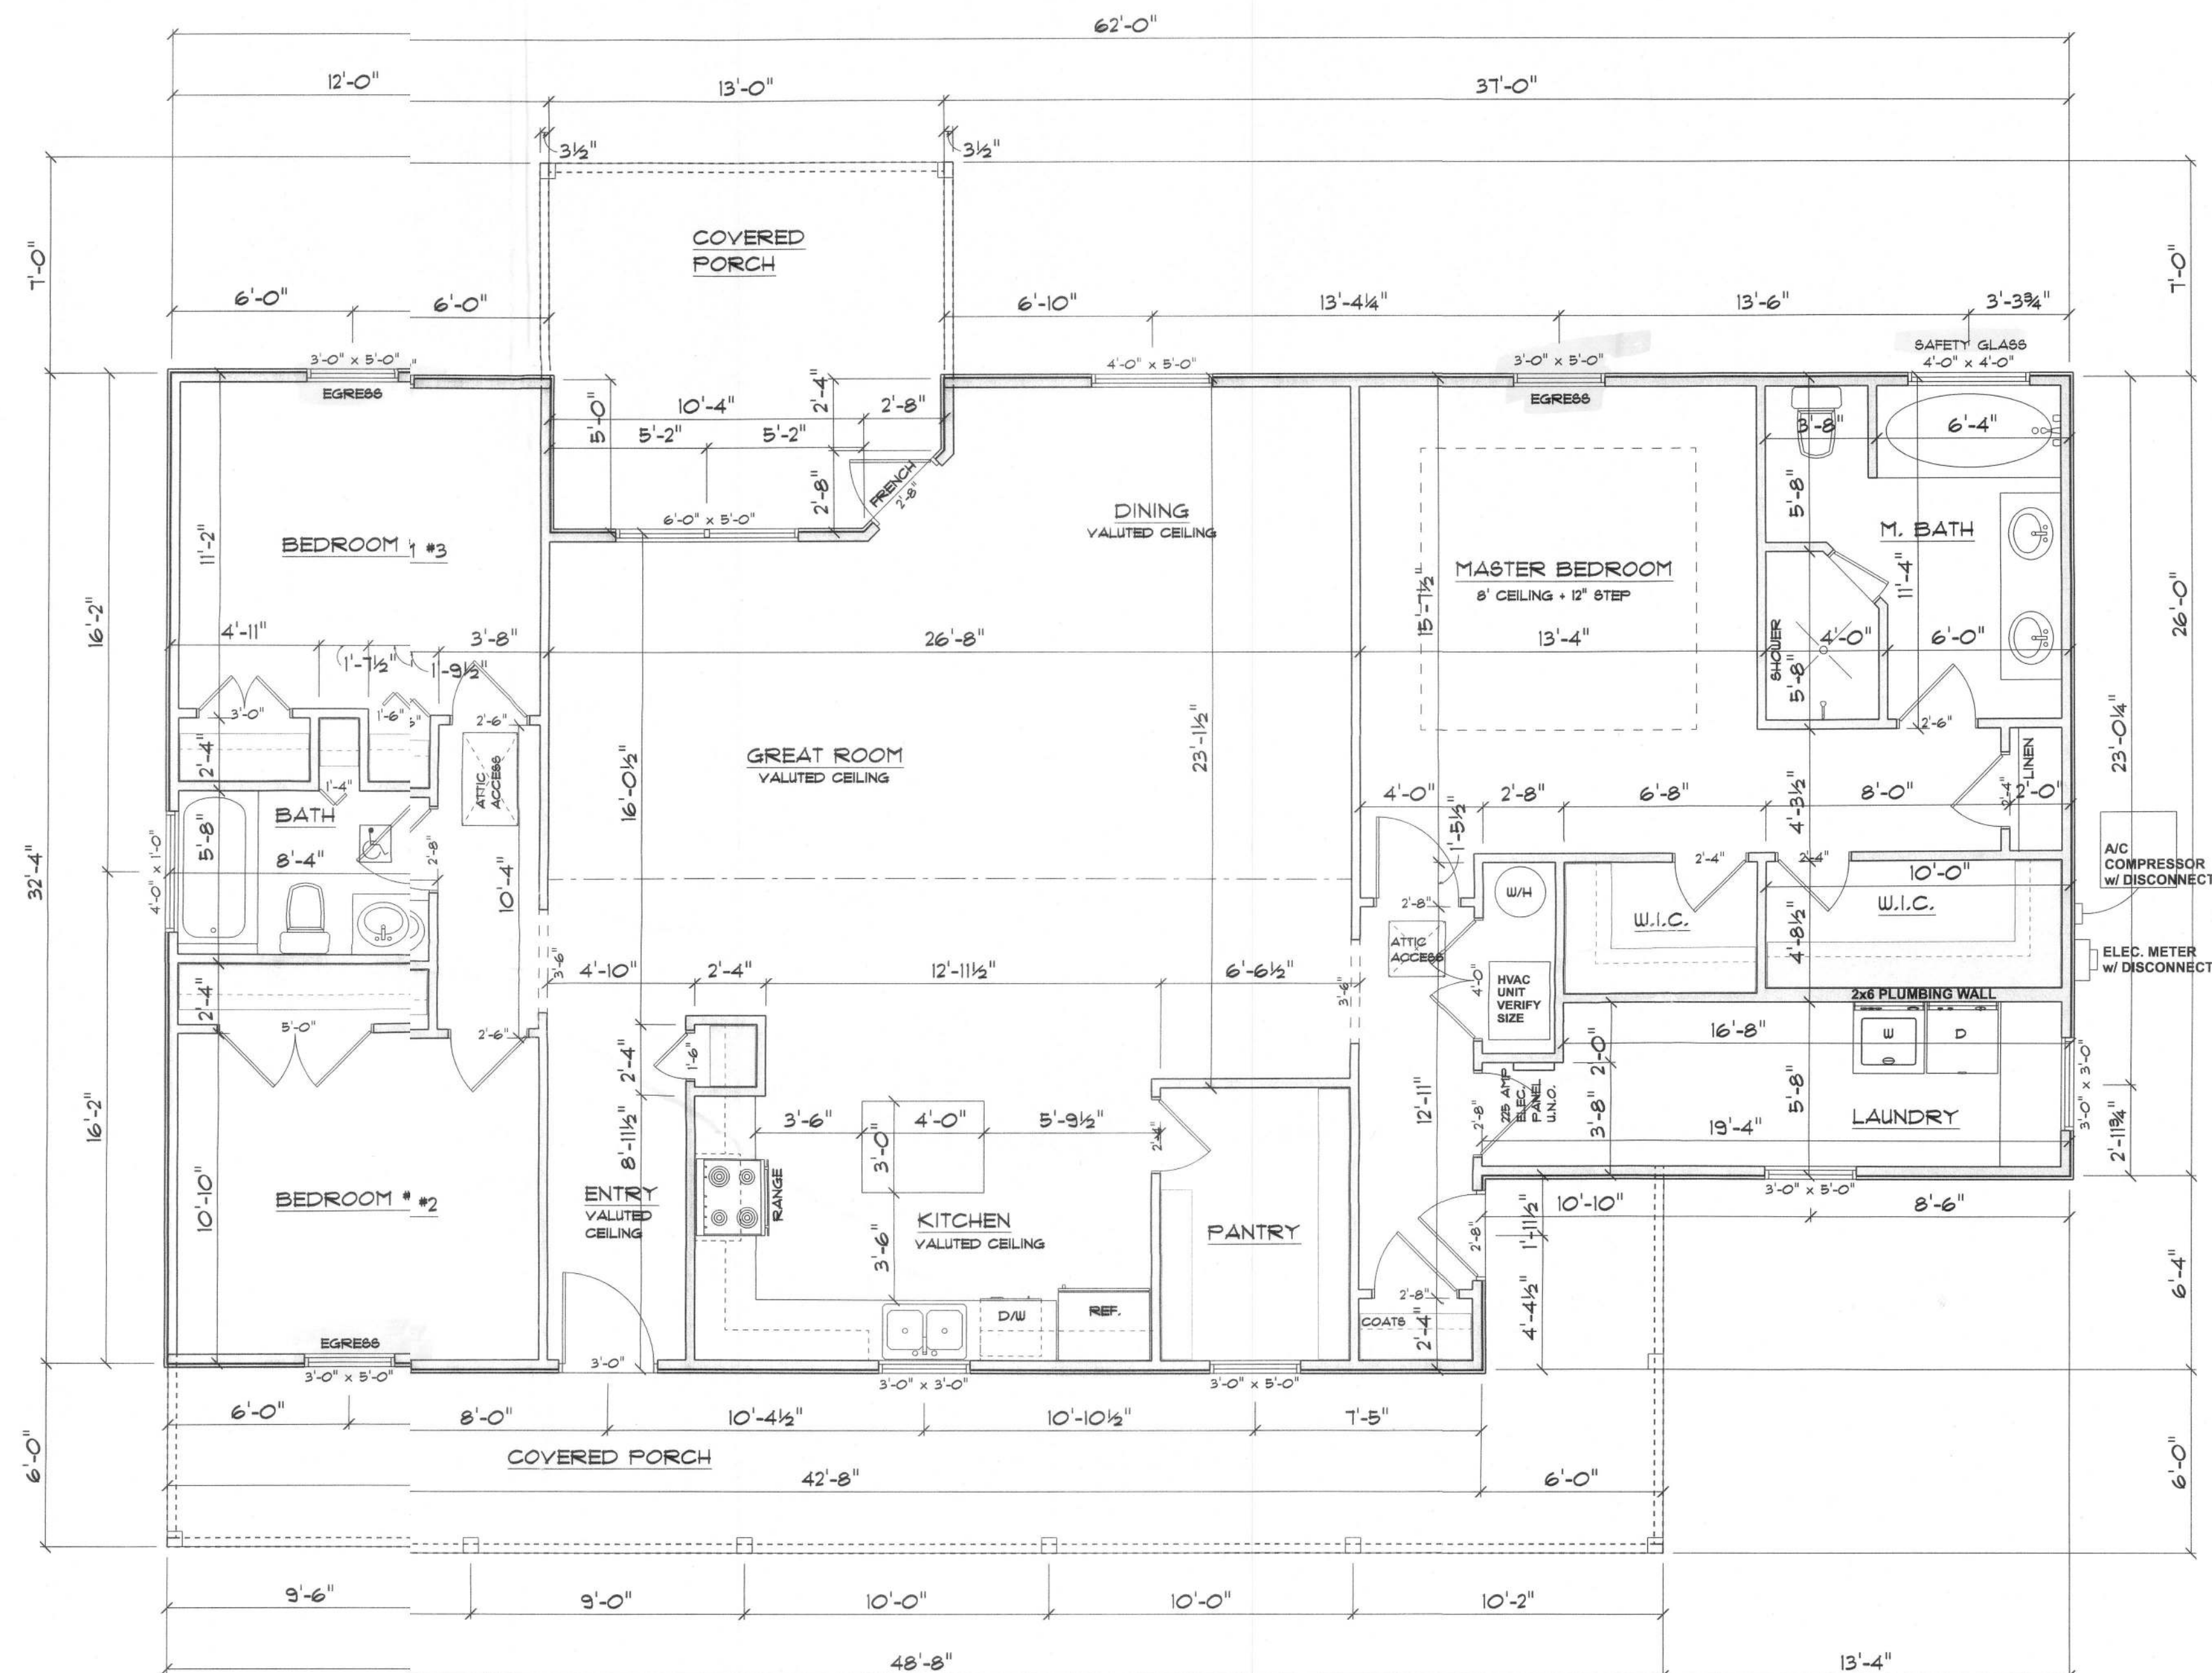 62'-0"
12'-0"
13'-0"
37'-0"
3½"
3½"
COVERED
PORCH
7'-0"
7'-0"
6'-0"
6'-0"
6'-10"
13'-4¼"
13'-6"
3'-3¾"
SAFETY GLASS
4'-0" x 4'-0"
3'-0" x 5'-0"
EGRESS
4'-0" x 5'-0"
3'-0" x 5'-0"
EGRESS
5'-0"
10'-4"
2'-4"
2'-8"
5'-2"
5'-2"
2'-8"
FRENCH
2'-8"
6'-0" x 5'-0"
3'-8"
6'-4"
5'-8"
DINING
VALUTED CEILING
M. BATH
BEDROOM #3
11'-2"
MASTER BEDROOM
8' CEILING + 12" STEP
15'-7½"
11'-4"
16'-2"
26'-0"
4'-11"
1'-7½"
1'-9½"
3'-8"
26'-8"
13'-4"
SHOWER
4'-0"
6'-0"
5'-8"
3'-0"
1'-6"
2'-6"
2'-6"
2'-4"
ATTIC
ACCESS
16'-0½"
GREAT ROOM
VALUTED CEILING
23'-1½"
23'-0¼"
LINEN
1'-4"
BATH
4'-0"
2'-8"
6'-8"
8'-0"
2'-4"
2'-0"
4'-3½"
1'-5½"
32'-4"
4'-0" x 1'-0"
5'-8"
8'-4"
2'-8"
10'-4"
A/C
COMPRESSOR
w/ DISCONNECT
2'-4"
2'-4"
10'-0"
W/H
2'-8"
W.I.C.
W.I.C.
4'-8½"
ATTIC
ACCESS
ELEC. METER
w/ DISCONNECT
3'-6"
4'-10"
2'-4"
12'-11½"
6'-6½"
3'-6"
4'-0"
HVAC
UNIT
VERIFY
SIZE
2x6 PLUMBING WALL
2'-4"
5'-0"
2'-6"
16'-8"
W
D
2'-4"
1'-6"
2'-0"
3'-0" x 3'-0"
16'-2"
12'-11"
225 AMP
ELEC.
PANEL
U.N.O.
2'-8"
3'-8"
5'-8"
LAUNDRY
19'-4"
2'-11¾"
8'-11½"
3'-6"
4'-0"
5'-9½"
3'-0"
2'-4"
10'-10"
BEDROOM # #2
ENTRY
VALUTED
CEILING
RANGE
KITCHEN
VALUTED CEILING
3'-6"
PANTRY
3'-0" x 5'-0"
10'-10"
8'-6"
1'-11½"
2'-8"
4'-4½"
6'-4"
D/W
REF.
2'-8"
COATS
2'-4"
EGRESS
3'-0" x 5'-0"
3'-0"
3'-0" x 3'-0"
3'-0" x 5'-0"
6'-0"
8'-0"
10'-4½"
10'-10½"
7'-5"
6'-0"
COVERED PORCH
42'-8"
6'-0"
6'-0"
9'-6"
9'-0"
10'-0"
10'-0"
10'-2"
48'-8"
13'-4"